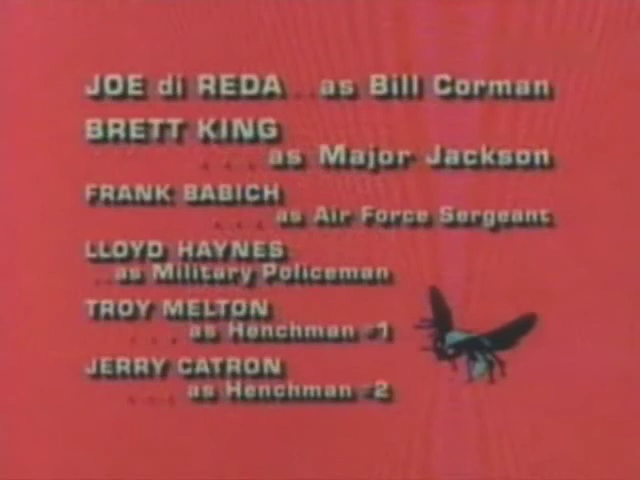 JOE di REDA ..as Bill Corman
BRETT KING
....as Major Jackson
FRANK BABICH
....as Air Force Sergeant
LLOYD HAYNES
..as Military Policeman
TROY MELTON
....as Henchman #1
JERRY CATRON
....as Henchman #2